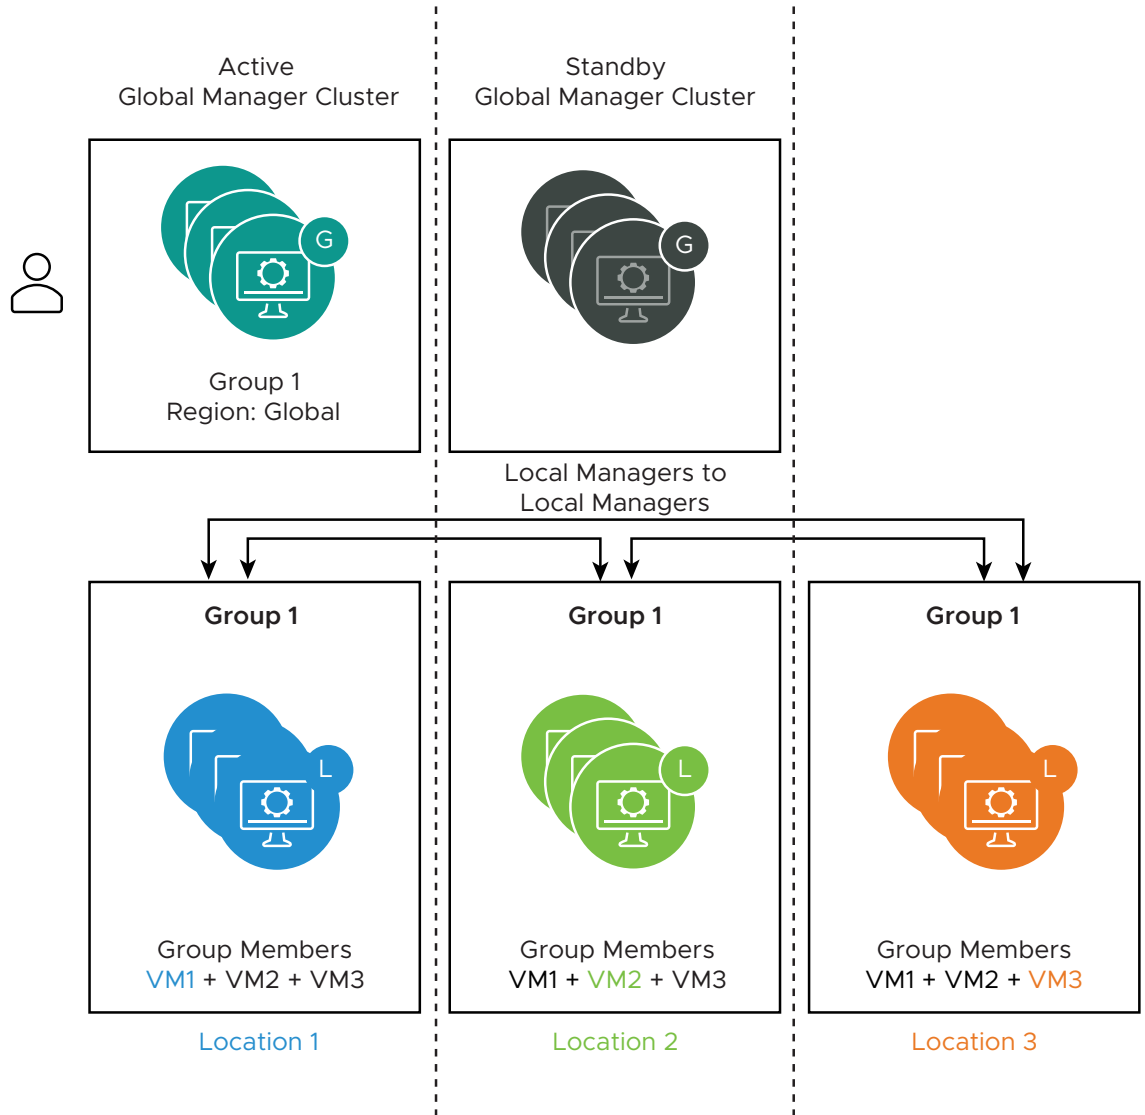 Active
Global Manager Cluster
Standby
Global Manager Cluster
G
G
Group 1
Region: Global
Local Managers to
Local Managers
Group 1
Group 1
Group 1
L
L
L
Group Members
VM1 + VM2 + VM3
Group Members
VM1 + VM2 + VM3
Group Members
VM1 + VM2 + VM3
Location 1
Location 2
Location 3